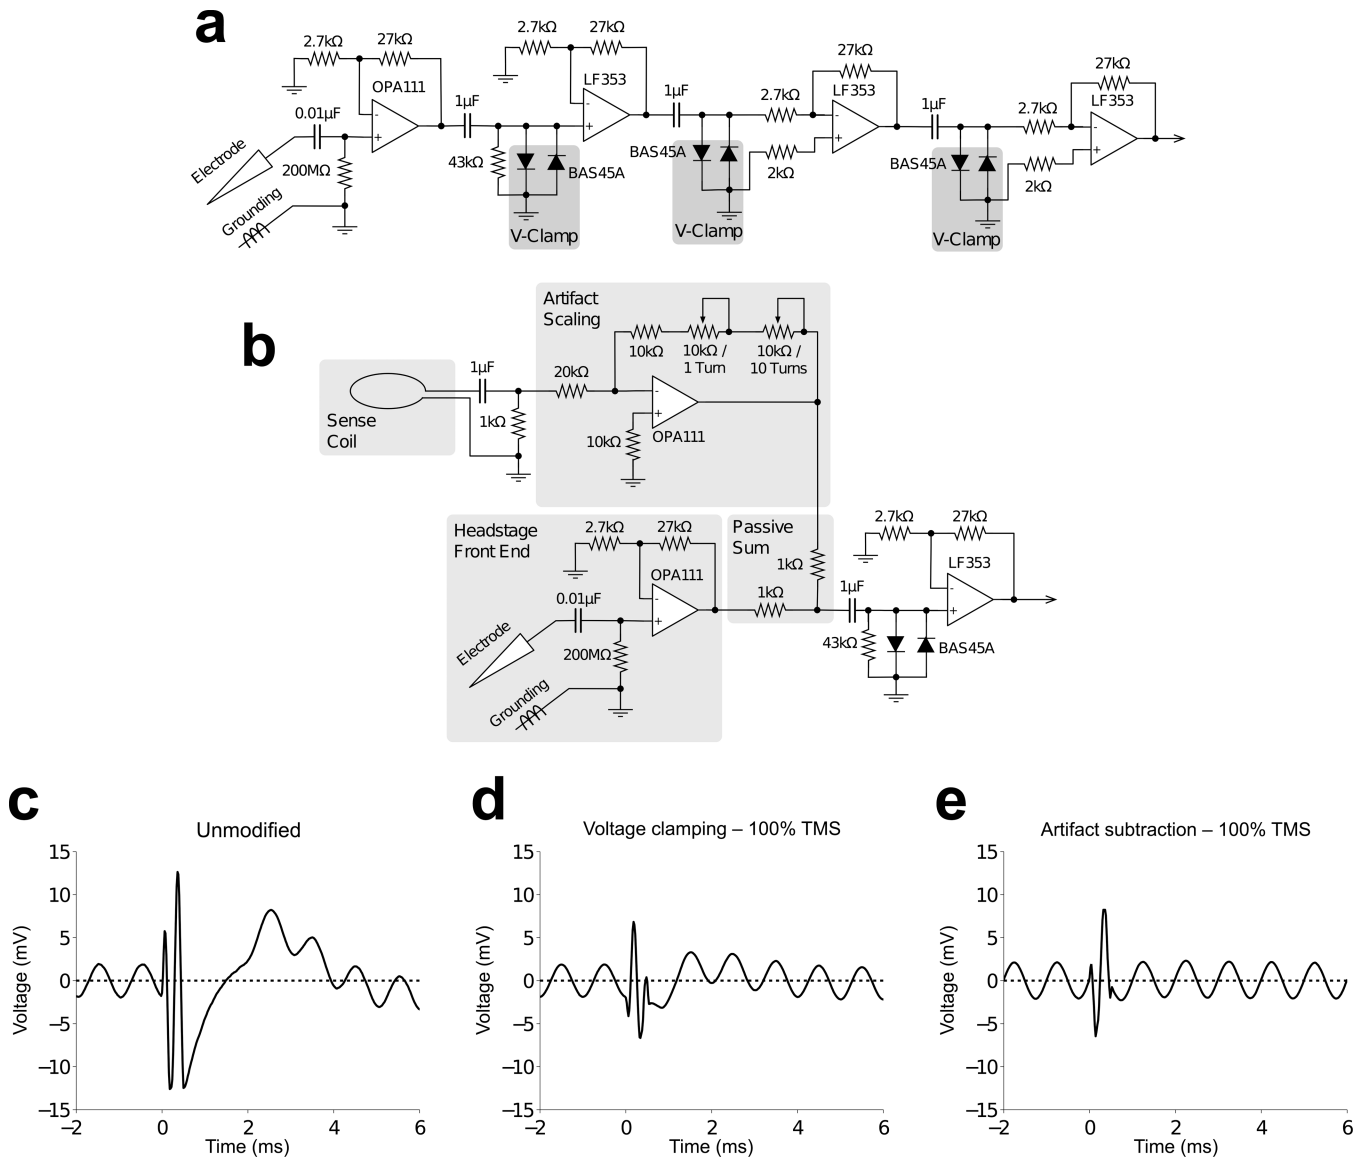 a
2.7kΩ 27kΩ 2.7kΩ 27kΩ 27kΩ 27kΩ
OPA111 LF353 LF353 LF353
0.01µF 1µF 1µF 2.7kΩ 1µF 2.7kΩ
- + - + - + - +
Electrode 200MΩ 43kΩ BAS45A BAS45A 2kΩ BAS45A 2kΩ
Grounding
V-Clamp V-Clamp V-Clamp
b
Artifact
Scaling
10kΩ 10kΩ / 10kΩ /
1 Turn 10 Turns
1µF 20kΩ
- +
Sense
Coil
1kΩ 10kΩ OPA111
Headstage
Front End
2.7kΩ 27kΩ
OPA111
0.01µF
- +
Electrode
200MΩ
Grounding
Passive
Sum
1kΩ
1kΩ
2.7kΩ 27kΩ
LF353
1µF
- +
43kΩ BAS45A
c
Unmodified
Voltage (mV)
15
10
5
0
−5
−10
−15
−2 0 2 4 6
Time (ms)
d
Voltage clamping – 100% TMS
Voltage (mV)
15
10
5
0
−5
−10
−15
−2 0 2 4 6
Time (ms)
e
Artifact subtraction – 100% TMS
Voltage (mV)
15
10
5
0
−5
−10
−15
−2 0 2 4 6
Time (ms)